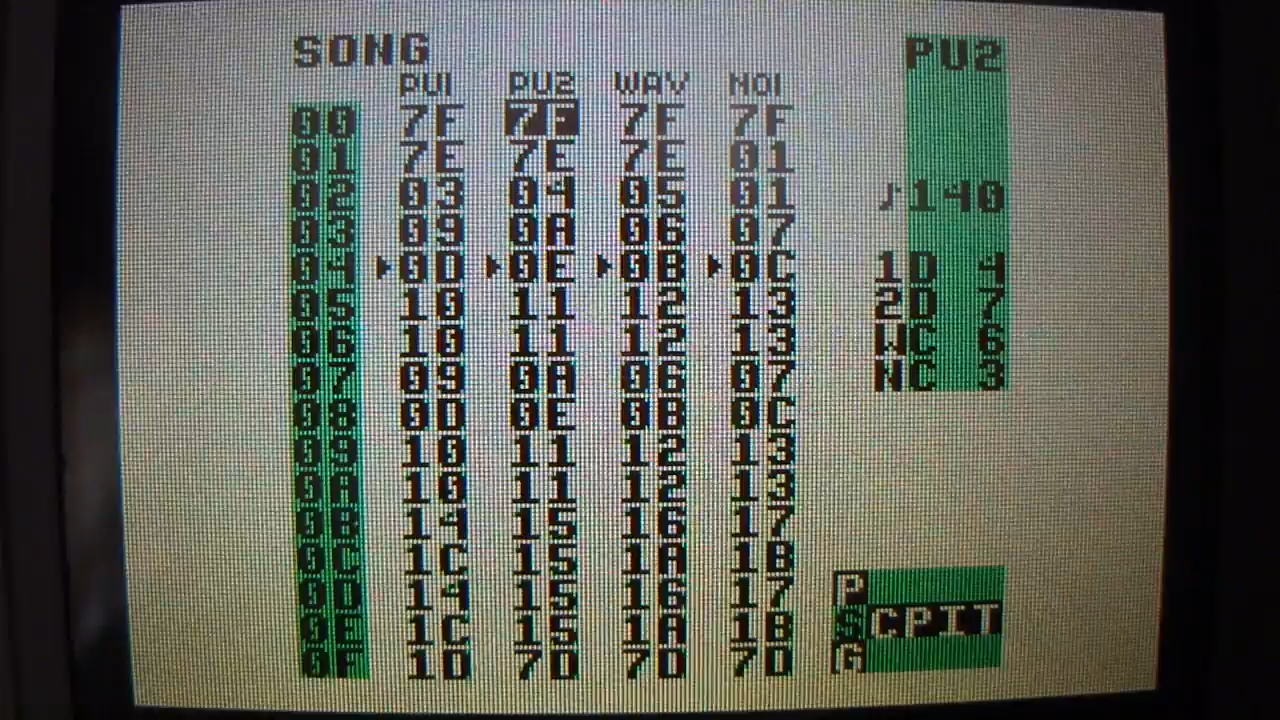 SONG PU2
PU1 PU2 WAV NOI
00 7F 7F 7F 7F
01 7E 7E 7E 01
02 03 04 05 01 ♪140
03 09 0A 06 07
04 ▶0D ▶0E ▶0B ▶0C 1D 4
05 10 11 12 13 2D 7
06 10 11 12 13 WC 6
07 09 0A 06 07 NC 3
08 0D 0E 0B 0C
09 10 11 12 13
0A 10 11 12 13
0B 14 15 16 17
0C 1C 15 1A 1B
0D 14 15 16 17 P
0E 1C 15 1A 1B SCPIT
0F 1D 7D 7D 7D G